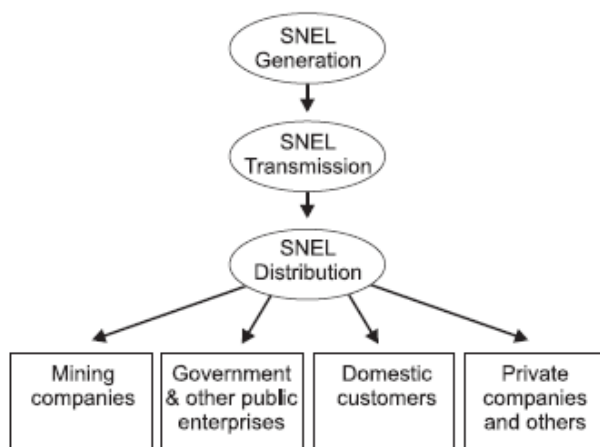 SNEL
Generation
SNEL
Transmission
SNEL
Distribution
Mining
companies
Government
& other public
enterprises
Domestic
customers
Private
companies
and others